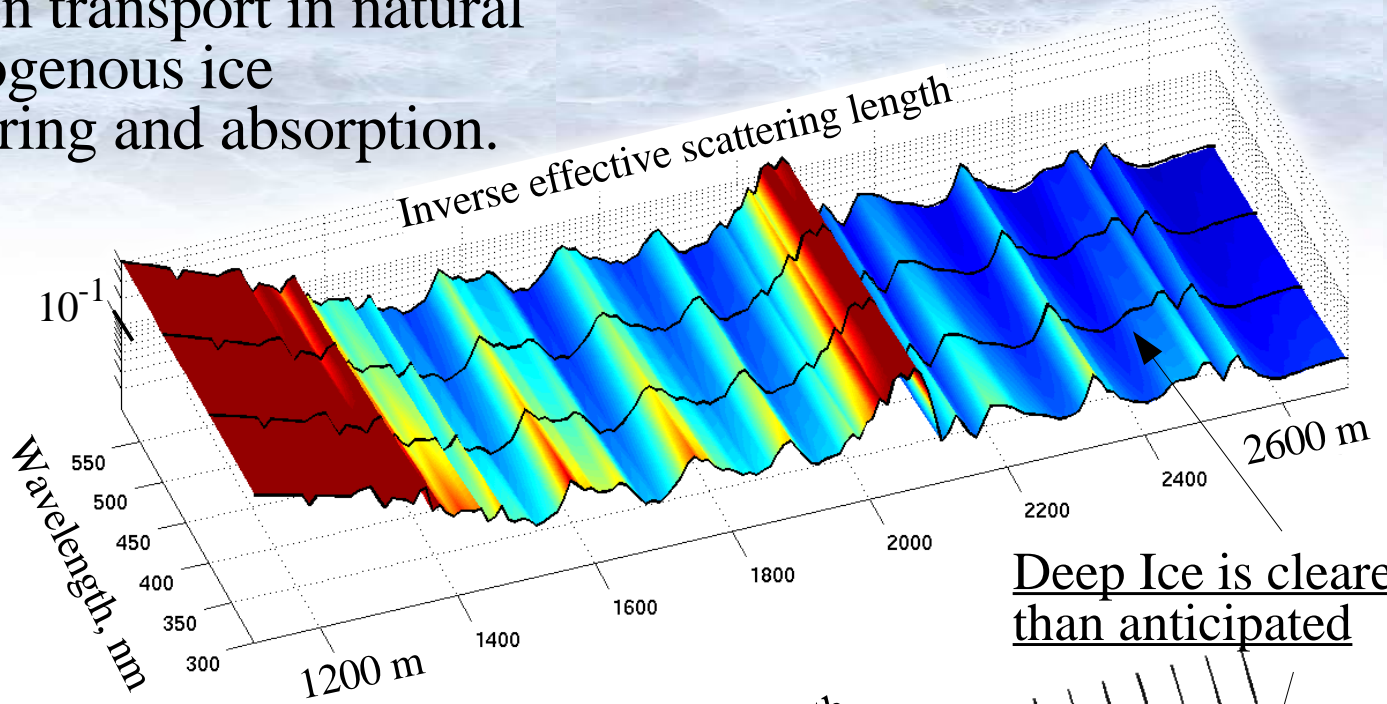 n transport in natural
ogenous ice
ring and absorption.
Inverse effective scattering length
10-1
Wavelength, nm
550
500
450
400
350
300
1200 m
1400
1600
1800
2000
2200
2400
2600 m
Deep Ice is cleare
than anticipated